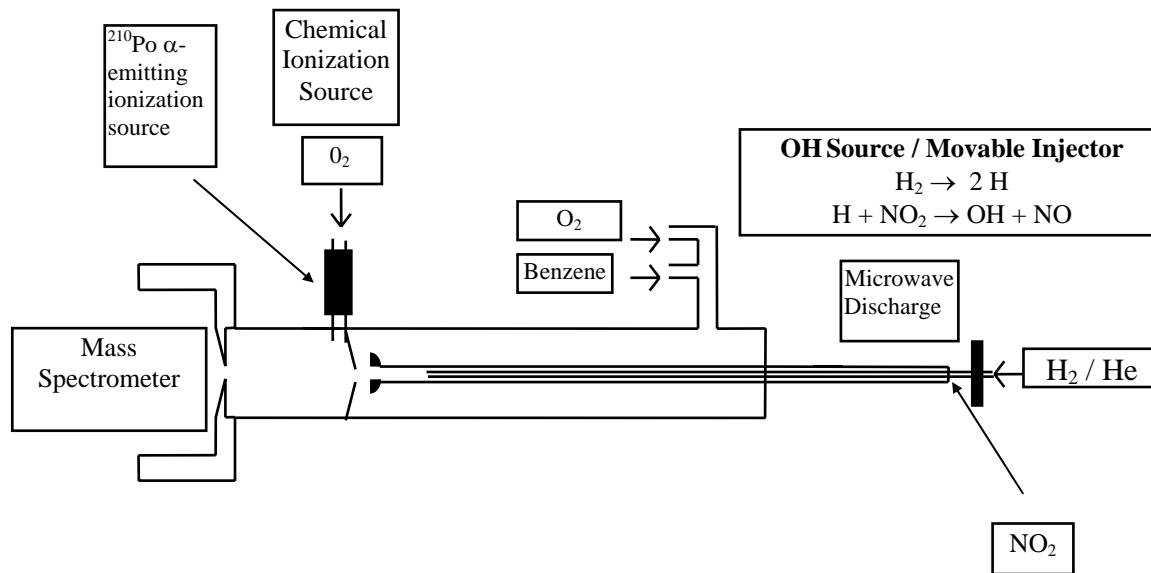 ²¹⁰Po α-
emitting
ionization
source
Chemical
Ionization
Source
0₂
OH Source / Movable Injector
H₂ → 2 H
H + NO₂ → OH + NO
O₂
Benzene
Microwave
Discharge
Mass
Spectrometer
H₂ / He
NO₂